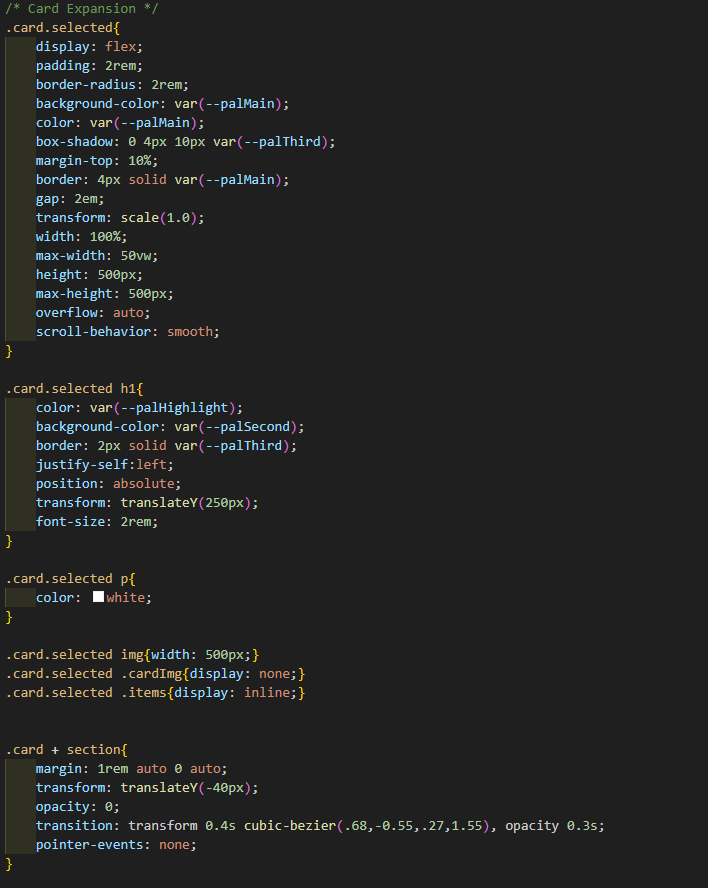 /* Card Expansion */
.card.selected{
    display: flex;
    padding: 2rem;
    border-radius: 2rem;
    background-color: var(--palMain);
    color: var(--palMain);
    box-shadow: 0 4px 10px var(--palThird);
    margin-top: 10%;
    border: 4px solid var(--palMain);
    gap: 2em;
    transform: scale(1.0);
    width: 100%;
    max-width: 50vw;
    height: 500px;
    max-height: 500px;
    overflow: auto;
    scroll-behavior: smooth;
}

.card.selected h1{
    color: var(--palHighlight);
    background-color: var(--palSecond);
    border: 2px solid var(--palThird);
    justify-self:left;
    position: absolute;
    transform: translateY(250px);
    font-size: 2rem;
}

.card.selected p{
    color: white;
}

.card.selected img{width: 500px;}
.card.selected .cardImg{display: none;}
.card.selected .items{display: inline;}


.card + section{
    margin: 1rem auto 0 auto;
    transform: translateY(-40px);
    opacity: 0;
    transition: transform 0.4s cubic-bezier(.68,-0.55,.27,1.55), opacity 0.3s;
    pointer-events: none;
}